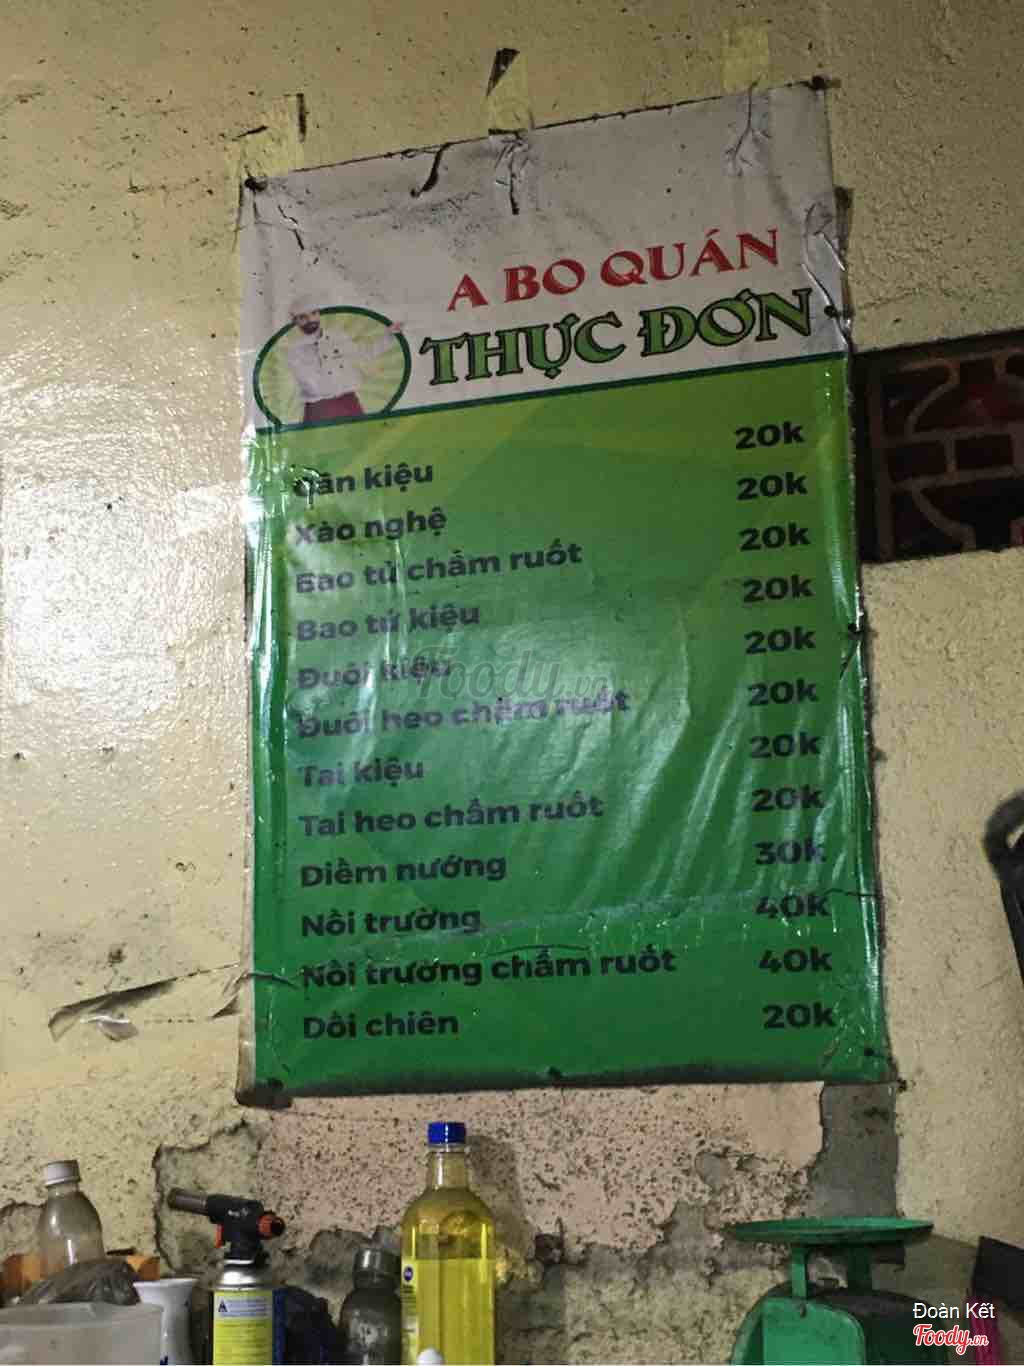 A BO QUÁN
THỰC ĐƠN
kiệu 20k
Xào nghệ 20k
Bao tử chấm ruốt 20k
Bao tử kiệu 20k
Đuôi kiệu 20k
Đuôi heo chấm ruốt 20k
Tai kiệu 20k
Tai heo chấm ruốt 20k
Diềm nướng 30k
Nồi trường 40k
Nồi trường chấm ruốt 40k
Dồi chiên 20k
Foody.vn
Đoàn Kết
Foody.vn